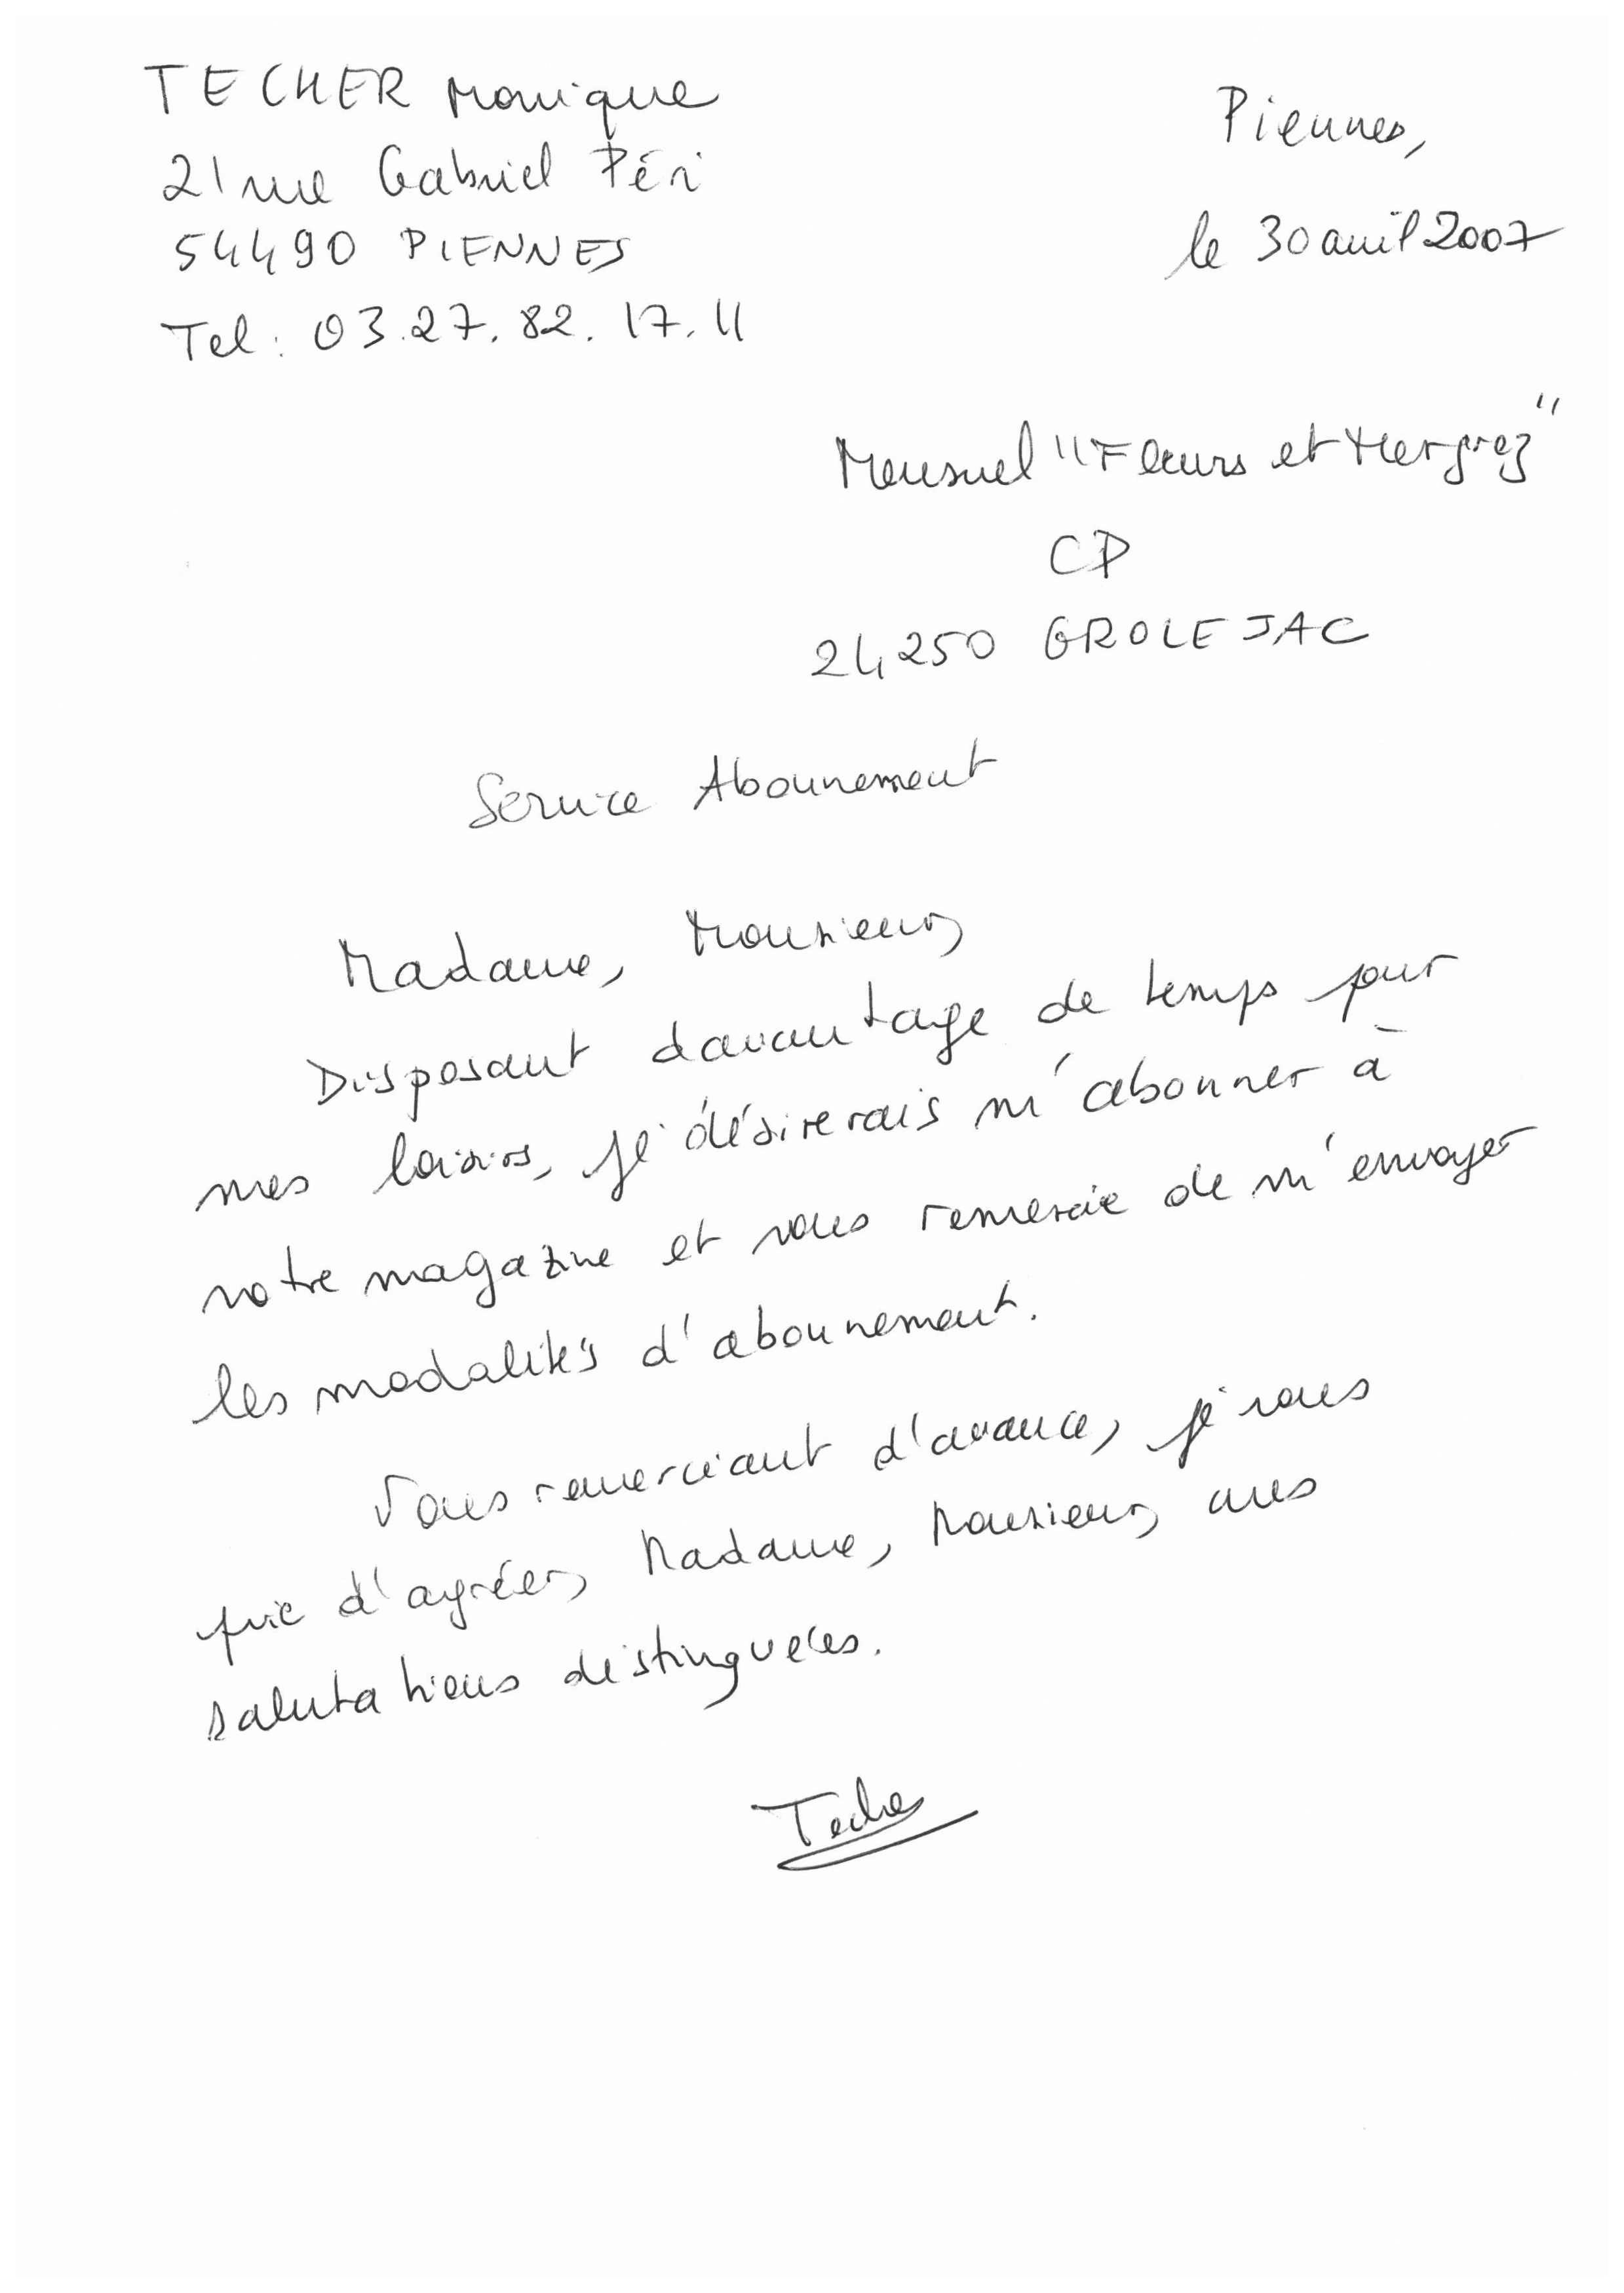 TECHER Monique
21 rue Gabriel Péri
54490 PIENNES
Tel : 03.27.82.17.11
Piennes,
le 30 avril 2007
Mensuel "Fleurs et Merguez"
CP
24250 GROLEJAC
Service Abonnement
Madame, Monsieur,
Disposant davantage de temps pour
mes loisirs, je désirerais m'abonner à
notre magazine et vous remercie de m'envoyer
les modalités d'abonnement.
Vous remerciant d'avance, je vous
prie d'agréer, Madame, Monsieur, mes
salutations distinguées.
Techer